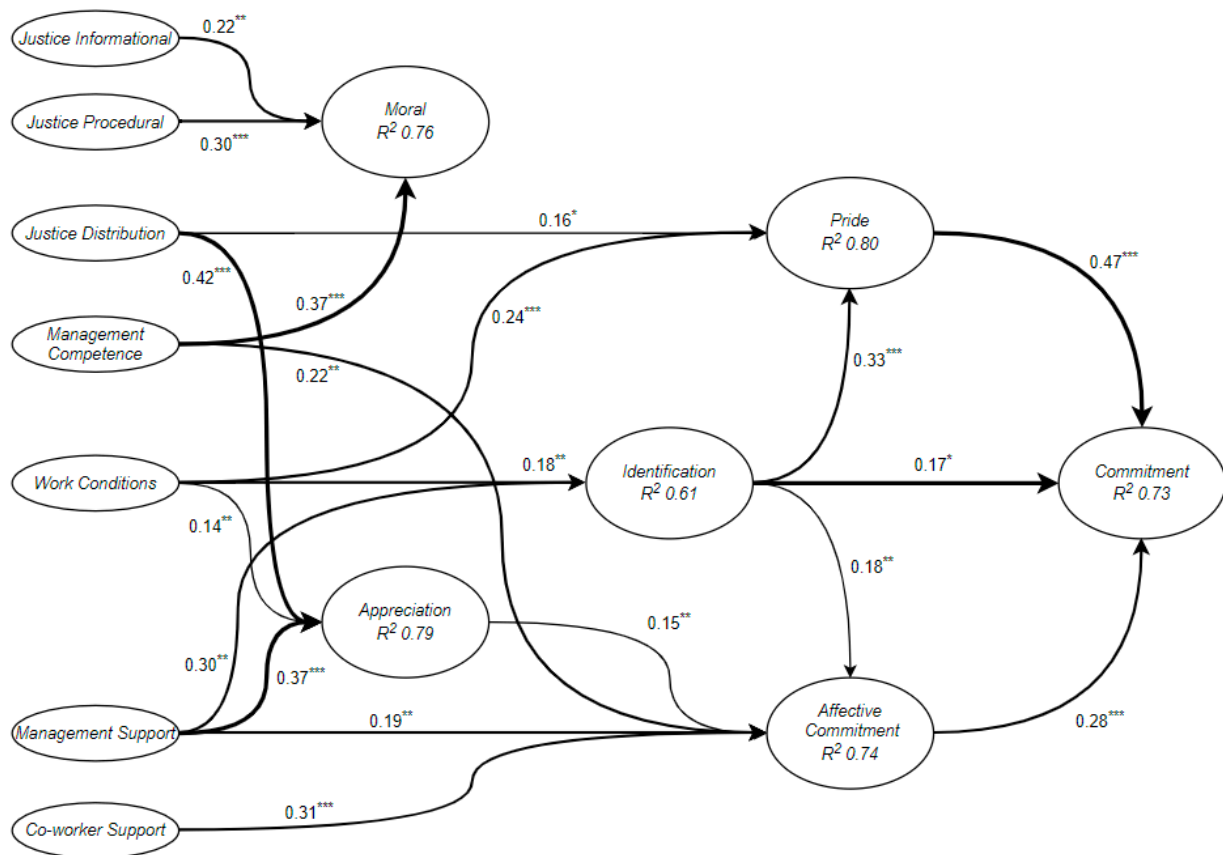 Justice Informational
0.22**
Justice Procedural
0.30***
Moral
R² 0.76
Justice Distribution
0.16*
0.42***
Pride
R² 0.80
0.47***
Management
Competence
0.37***
0.24***
0.22**
0.33***
Work Conditions
0.18**
0.14**
Identification
R² 0.61
0.17*
Commitment
R² 0.73
0.18**
Appreciation
R² 0.79
0.15**
0.30**
0.37***
Management Support
0.19**
Affective
Commitment
R² 0.74
0.28***
Co-worker Support
0.31***